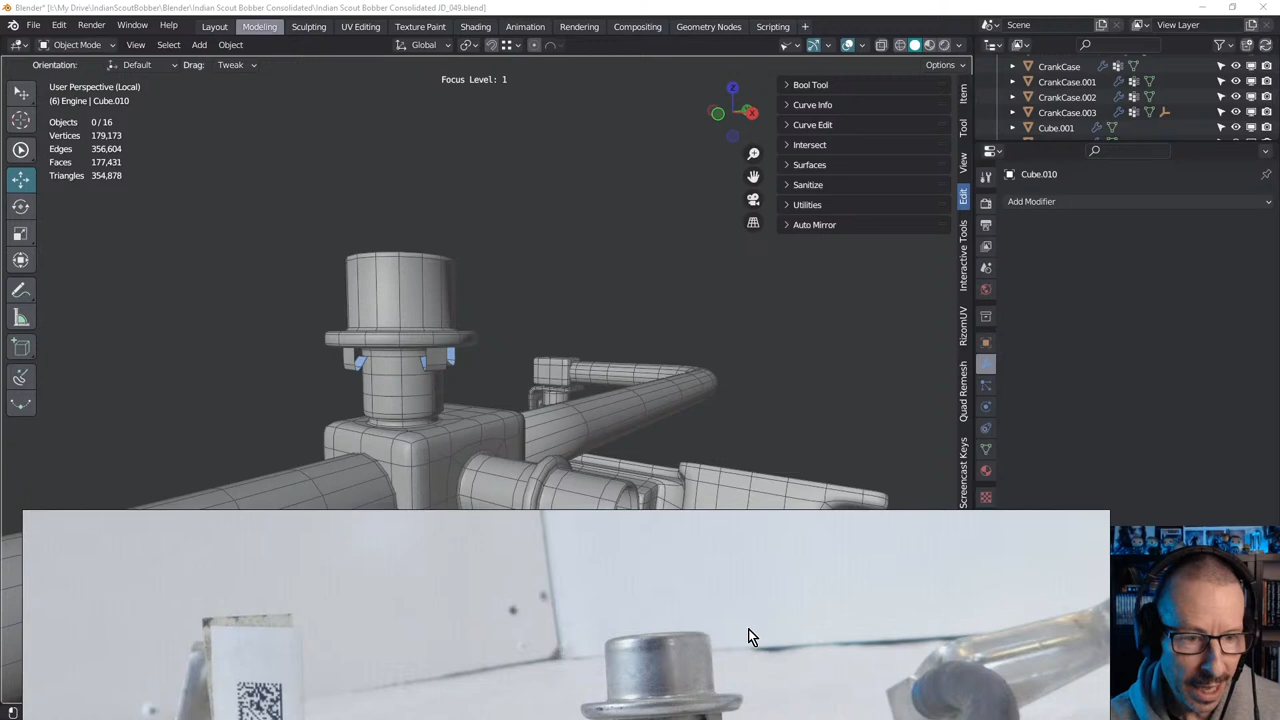 Blender* [I:\My Drive\IndianScoutBobber\Blender\Indian Scout Bobber Consolidated\Indian Scout Bobber Consolidated JD_049.blend]
File Edit Render Window Help Layout Modeling Sculpting UV Editing Texture Paint Shading Animation Rendering Compositing Geometry Nodes Scripting + Scene View Layer
Object Mode View Select Add Object Global
Orientation: Default Drag: Tweak Options
User Perspective (Local)
(6) Engine | Cube.010
Objects 0 / 16
Vertices 179,173
Edges 356,604
Faces 177,431
Triangles 354,878
Focus Level: 1
Z
X
Bool Tool
Curve Info
Curve Edit
Intersect
Surfaces
Sanitize
Utilities
Auto Mirror
Item
Tool
View
Edit
Interactive Tools
RizomUV
Quad Remesh
Screencast Keys
CrankCase
CrankCase.001
CrankCase.002
CrankCase.003
Cube.001
Cube.010
Add Modifier